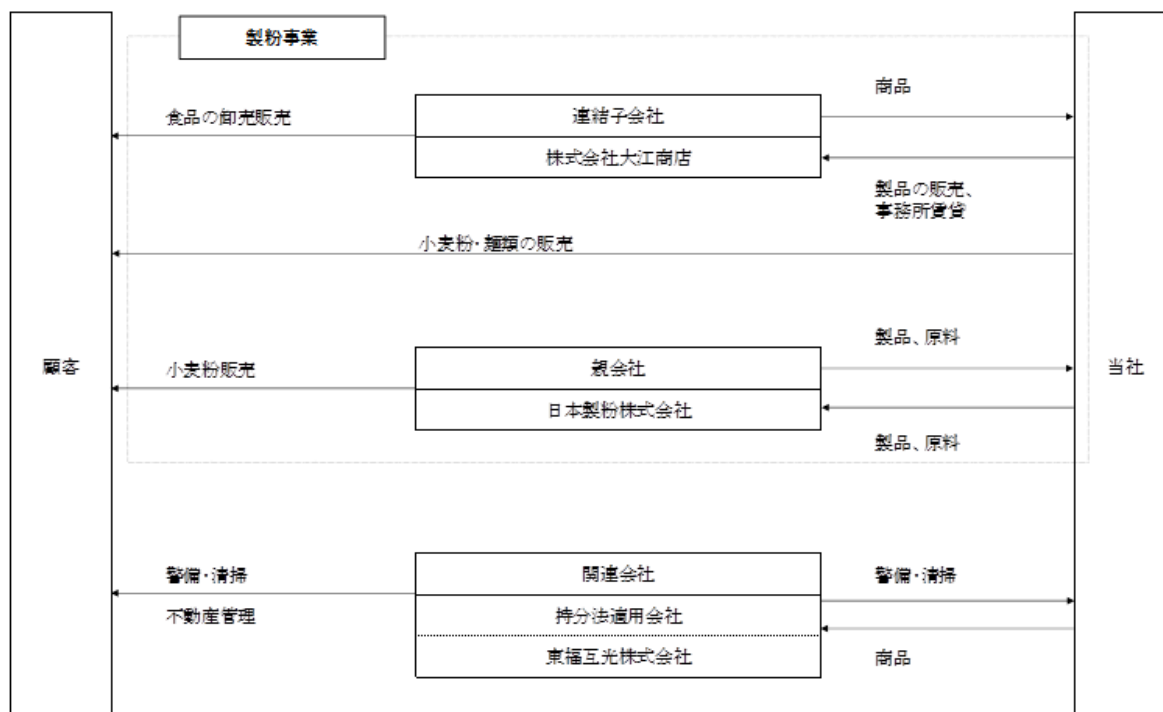 製粉事業
商品
食品の卸売販売
連結子会社
株式会社大江商店
製品の販売、
事務所賃貸
小麦粉・麺類の販売
製品、原料
顧客
小麦粉販売
親会社
当社
日本製粉株式会社
製品、原料
警備・清掃
関連会社
警備・清掃
不動産管理
持分法適用会社
東福互光株式会社
商品